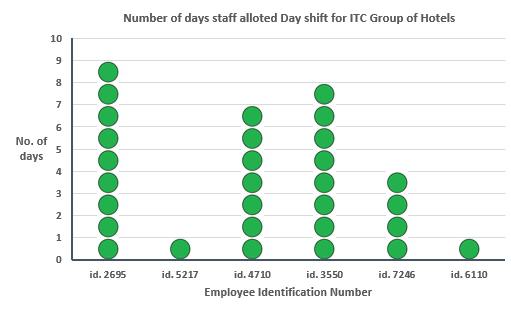 Number of days staff alloted Day shift for ITC Group of Hotels
10
9
8
7
6
5
4
3
2
1
0
No. of
days
id. 2695 id. 5217 id. 4710 id. 3550 id. 7246 id. 6110
Employee Identification Number